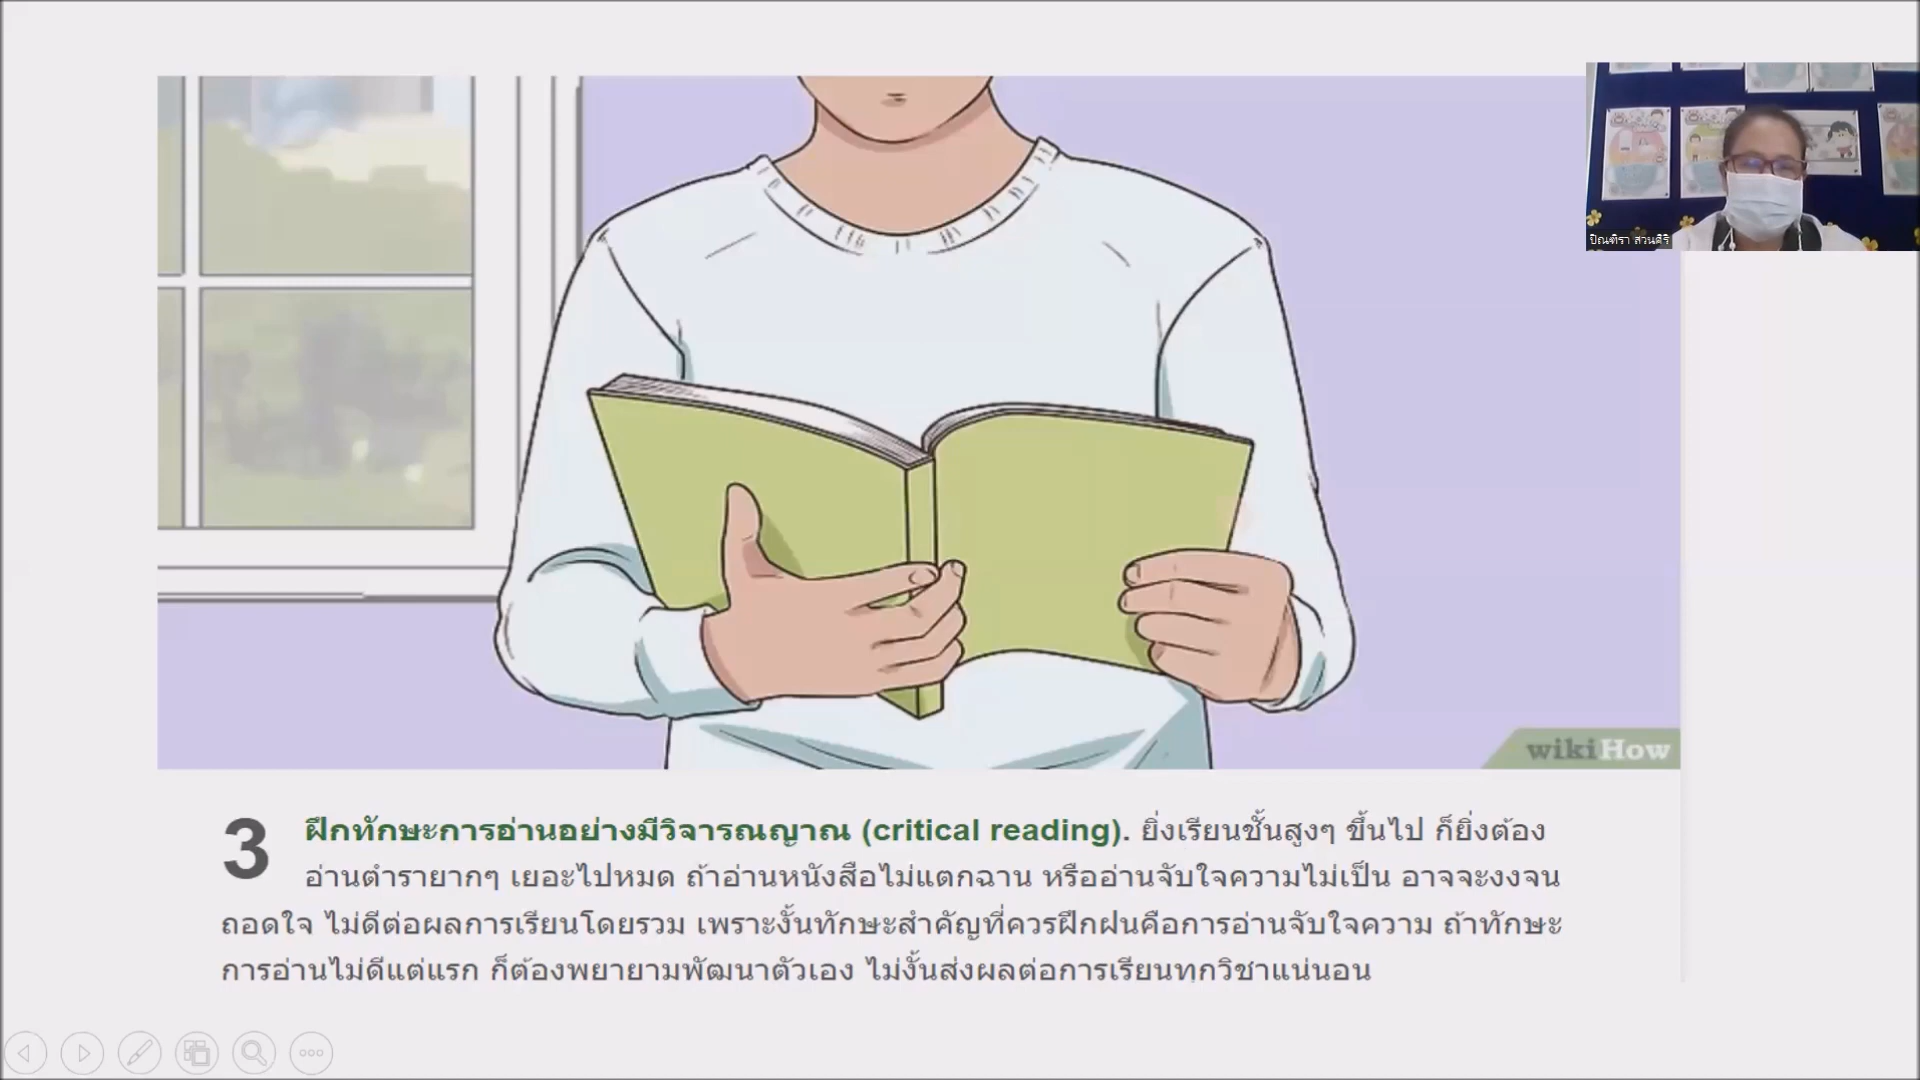 ปิณฑิรา สวนศิริ
wikiHow
3 ฝึกทักษะการอ่านอย่างมีวิจารณญาณ (critical reading). ยิ่งเรียนชั้นสูงๆ ขึ้นไป ก็ยิ่งต้อง
อ่านตำรายากๆ เยอะไปหมด ถ้าอ่านหนังสือไม่แตกฉาน หรืออ่านจับใจความไม่เป็น อาจจะงงจน
ถอดใจ ไม่ดีต่อผลการเรียนโดยรวม เพราะงั้นทักษะสำคัญที่ควรฝึกฝนคือการอ่านจับใจความ ถ้าทักษะ
การอ่านไม่ดีแต่แรก ก็ต้องพยายามพัฒนาตัวเอง ไม่งั้นส่งผลต่อการเรียนทุกวิชาแน่นอน